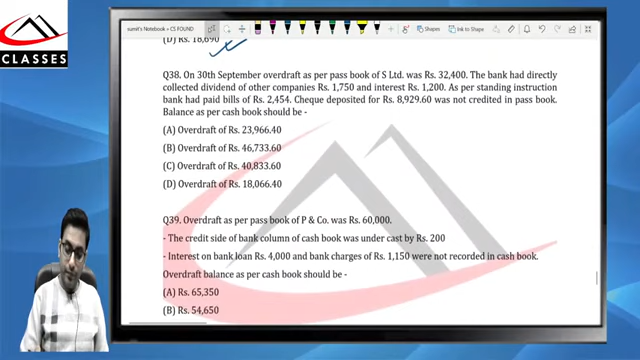 sumit's Notebook » CS FOUND
Shapes
Ink to Shape
CLASSES
(D) Rs. 18,690
Q38. On 30th September overdraft as per pass book of S Ltd. was Rs. 32,400. The bank had directly
collected dividend of other companies Rs. 1,750 and interest Rs. 1,200. As per standing instruction
bank had paid bills of Rs. 2,454. Cheque deposited for Rs. 8,929.60 was not credited in pass book.
Balance as per cash book should be -
(A) Overdraft of Rs. 23,966.40
(B) Overdraft of Rs. 46,733.60
(C) Overdraft of Rs. 40,833.60
(D) Overdraft of Rs. 18,066.40
Q39. Overdraft as per pass book of P & Co. was Rs. 60,000.
- The credit side of bank column of cash book was under cast by Rs. 200
- Interest on bank loan Rs. 4,000 and bank charges of Rs. 1,150 were not recorded in cash book.
Overdraft balance as per cash book should be -
(A) Rs. 65,350
(B) Rs. 54,650